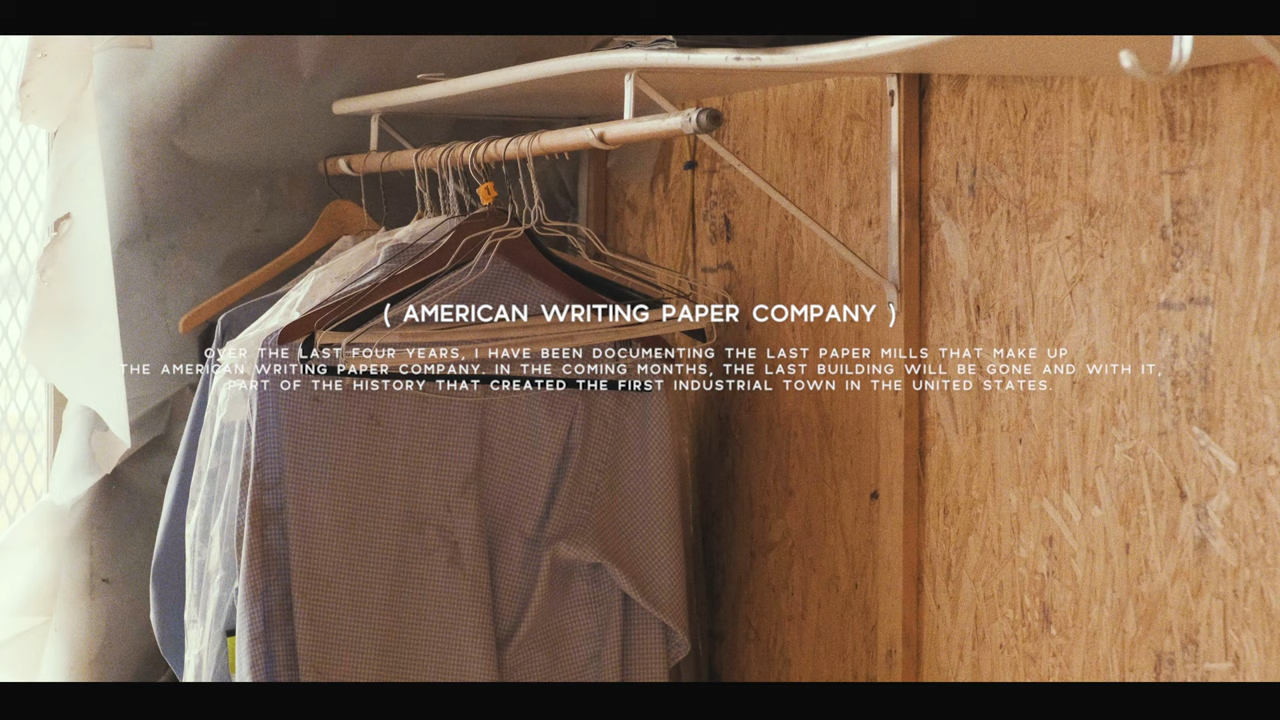 ( AMERICAN WRITING PAPER COMPANY )
OVER THE LAST FOUR YEARS, I HAVE BEEN DOCUMENTING THE LAST PAPER MILLS THAT MAKE UP
THE AMERICAN WRITING PAPER COMPANY. IN THE COMING MONTHS, THE LAST BUILDING WILL BE GONE AND WITH IT,
PART OF THE HISTORY THAT CREATED THE FIRST INDUSTRIAL TOWN IN THE UNITED STATES.